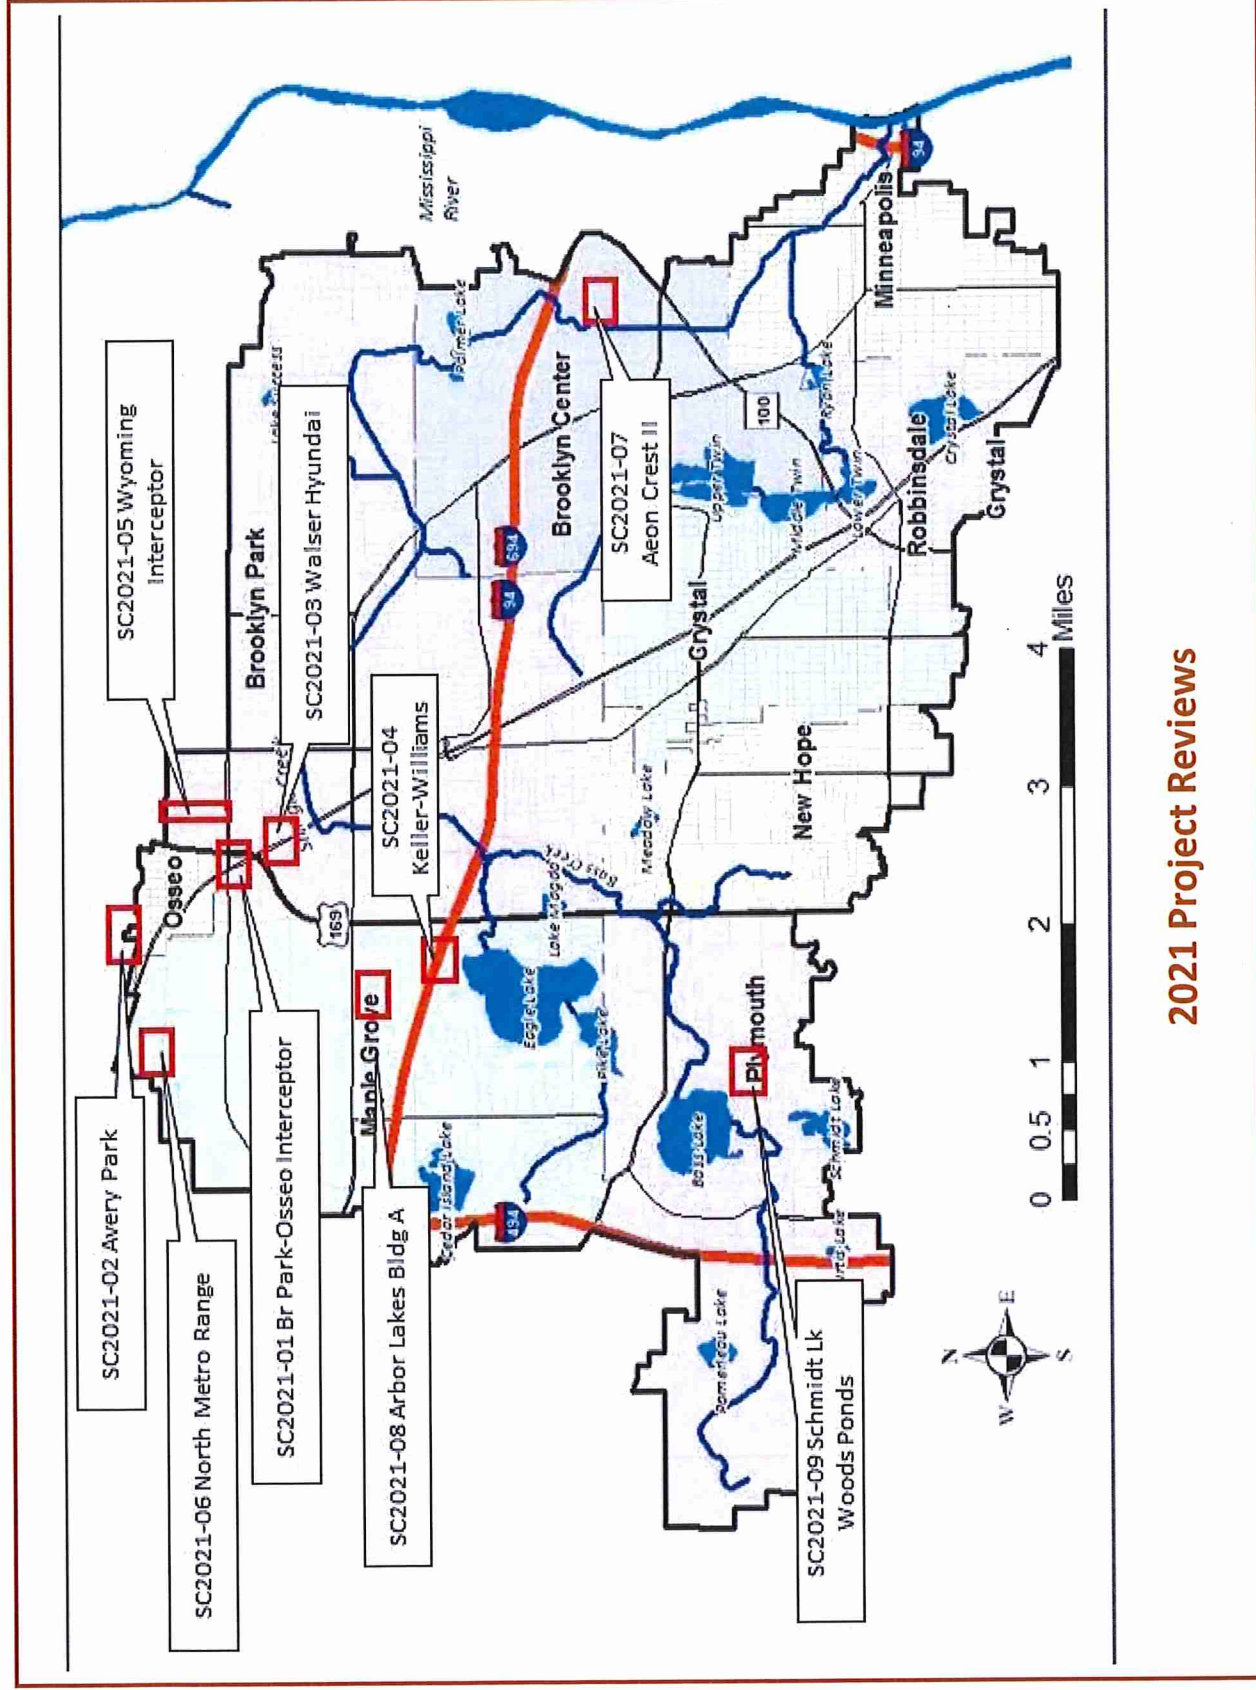 SC2021-02 Avery Park
SC2021-06 North Metro Range
SC2021-01 Br Park-Osseo Interceptor
SC2021-08 Arbor Lakes Bldg A
SC2021-05 Wyoming
Interceptor
SC2021-03 Walser Hyundai
SC2021-04
Keller-Williams
SC2021-07
Aeon Crest II
SC2021-09 Schmidt Lk
Woods Ponds
Osseo
Brooklyn Park
Lake Success
Creek
169
Maple Grove
Mississippi
River
Palmer Lake
94
694
Brooklyn Center
Cedar Island Lake
494
Eagle Lake
Pike Lake
Lake Magda
Bass Creek
Meadow Lake
Upper Twin
Middle Twin
Lower Twin
100
Ryan Lake
Crystal
Bass Lake
Plymouth
New Hope
Pomerleau Lake
Schmidt Lake
Lake
Robbinsdale
Crystal Lake
Crystal
Minneapolis
94
N
W
E
S
0 0.5 1 2 3 4
Miles
2021 Project Reviews